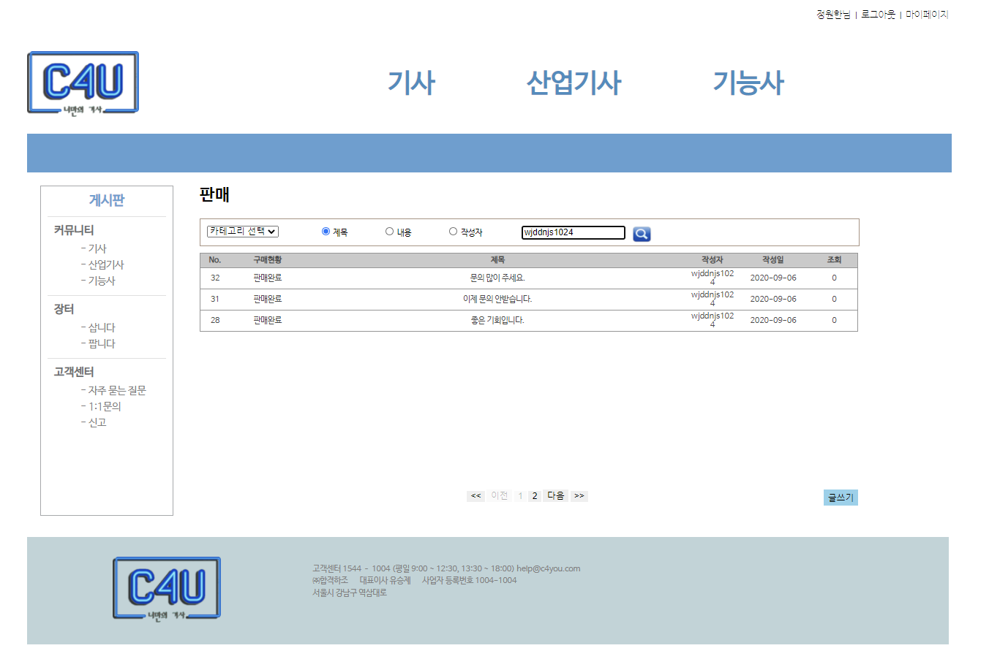 정원한님 | 로그아웃 | 마이페이지
C4U
너만의 기사
기사 산업기사 기능사
게시판
커뮤니티
- 기사
- 산업기사
- 기능사
장터
- 삽니다
- 팝니다
고객센터
- 자주 묻는 질문
- 1:1문의
- 신고
판매
카테고리 선택 제목 내용 작성자 wjddnjs1024
No. 구매현황 제목 작성자 작성일 조회
32 판매완료 문의 많이 주세요. wjddnjs1024 2020-09-06 0
31 판매완료 이제 문의 안받습니다. wjddnjs1024 2020-09-06 0
28 판매완료 좋은 기회입니다. wjddnjs1024 2020-09-06 0
<< 이전 1 2 다음 >>
글쓰기
C4U
너만의 기사
고객센터 1544 - 1004 (평일 9:00 ~ 12:30, 13:30 ~ 18:00) help@c4you.com
㈜합격하조 대표이사 유승제 사업자 등록번호 1004-1004
서울시 강남구 역삼대로